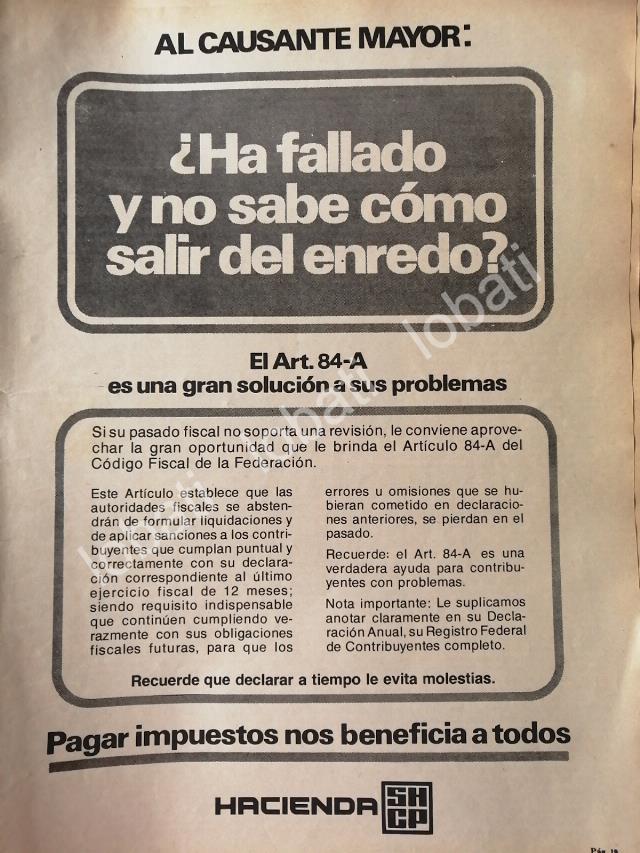 AL CAUSANTE MAYOR:
¿Ha fallado
y no sabe cómo
salir del enredo?
El Art. 84-A
es una gran solución a sus problemas
Si su pasado fiscal no soporta una revisión, le conviene aprove-
char la gran oportunidad que le brinda el Artículo 84-A del
Código Fiscal de la Federación.
Este Artículo establece que las
autoridades fiscales se absten-
drán de formular liquidaciones y
de aplicar sanciones a los contri-
buyentes que cumplan puntual y
correctamente con su declara-
ción correspondiente al último
ejercicio fiscal de 12 meses;
siendo requisito indispensable
que continúen cumpliendo ve-
razmente con sus obligaciones
fiscales futuras, para que los
errores u omisiones que se hu-
bieran cometido en declaracio-
nes anteriores, se pierdan en el
pasado.
Recuerde: el Art. 84-A es una
verdadera ayuda para contribu-
yentes con problemas.
Nota importante: Le suplicamos
anotar claramente en su Decla-
ración Anual, su Registro Federal
de Contribuyentes completo.
Recuerde que declarar a tiempo le evita molestias.
Pagar impuestos nos beneficia a todos
HACIENDA SHCP
lobati lobati lobati